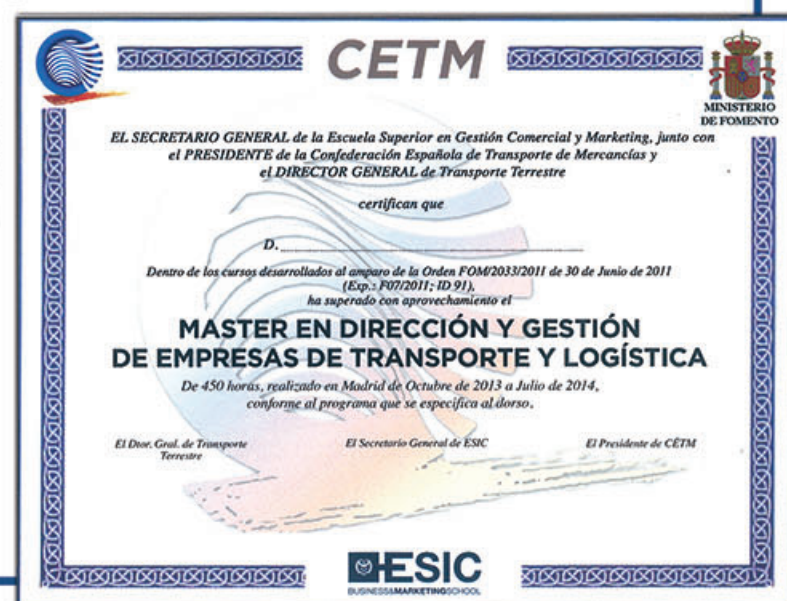 CETM
MINISTERIO
DE FOMENTO
EL SECRETARIO GENERAL de la Escuela Superior en Gestión Comercial y Marketing, junto con
el PRESIDENTE de la Confederación Española de Transporte de Mercancías y
el DIRECTOR GENERAL de Transporte Terrestre
certifican que
D.
Dentro de los cursos desarrollados al amparo de la Orden FOM/2033/2011 de 30 de Junio de 2011
(Exp.: F07/2011; ID 91),
ha superado con aprovechamiento el
MASTER EN DIRECCIÓN Y GESTIÓN
DE EMPRESAS DE TRANSPORTE Y LOGÍSTICA
De 450 horas, realizado en Madrid de Octubre de 2013 a Julio de 2014,
conforme al programa que se especifica al dorso.
El Dtor. Gral. de Transporte
Terrestre
El Secretario General de ESIC
El Presidente de CETM
ESIC
BUSINESS&MARKETINGSCHOOL